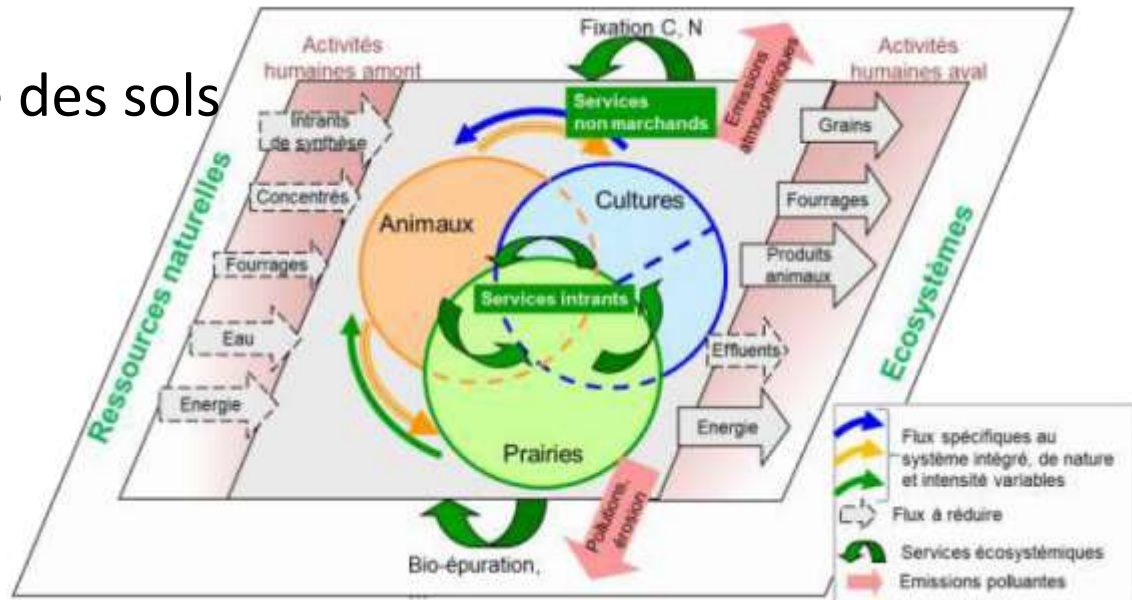 Fixation C, N
Activités
humaines amont
Activités
humaines aval
des sols
Emissions
atmosphériques
Services
non marchands
Intrants
de synthèse
Grains
Concentrés
Fourrages
Animaux
Cultures
Fourrages
Produits
animaux
Services intrants
Eau
Effluents
Energie
Energie
Prairies
Ressources naturelles
Ecosystèmes
Pollutions,
érosion
Bio-épuration,
...
Flux spécifiques au
système intégré, de nature
et intensité variables
Flux à réduire
Services écosystémiques
Emissions polluantes